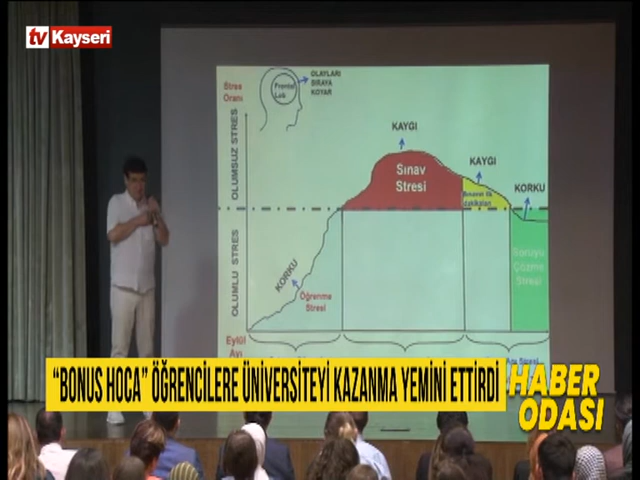 tv Kayseri
Stres
Oranı
Frontal
Lob
OLAYLARI
SIRAYA
KOYAR
OLUMSUZ STRES
OLUMLU STRES
KAYGI
Sınav
Stresi
KAYGI
KORKU
KORKU
Öğrenme
Stresi
Soruyu
Çözme
Stresi
Eylül
Ayı
“BONUS HOCA” ÖĞRENCİLERE ÜNİVERSİTEYİ KAZANMA YEMİNİ ETTİRDİ
HABER
ODASI